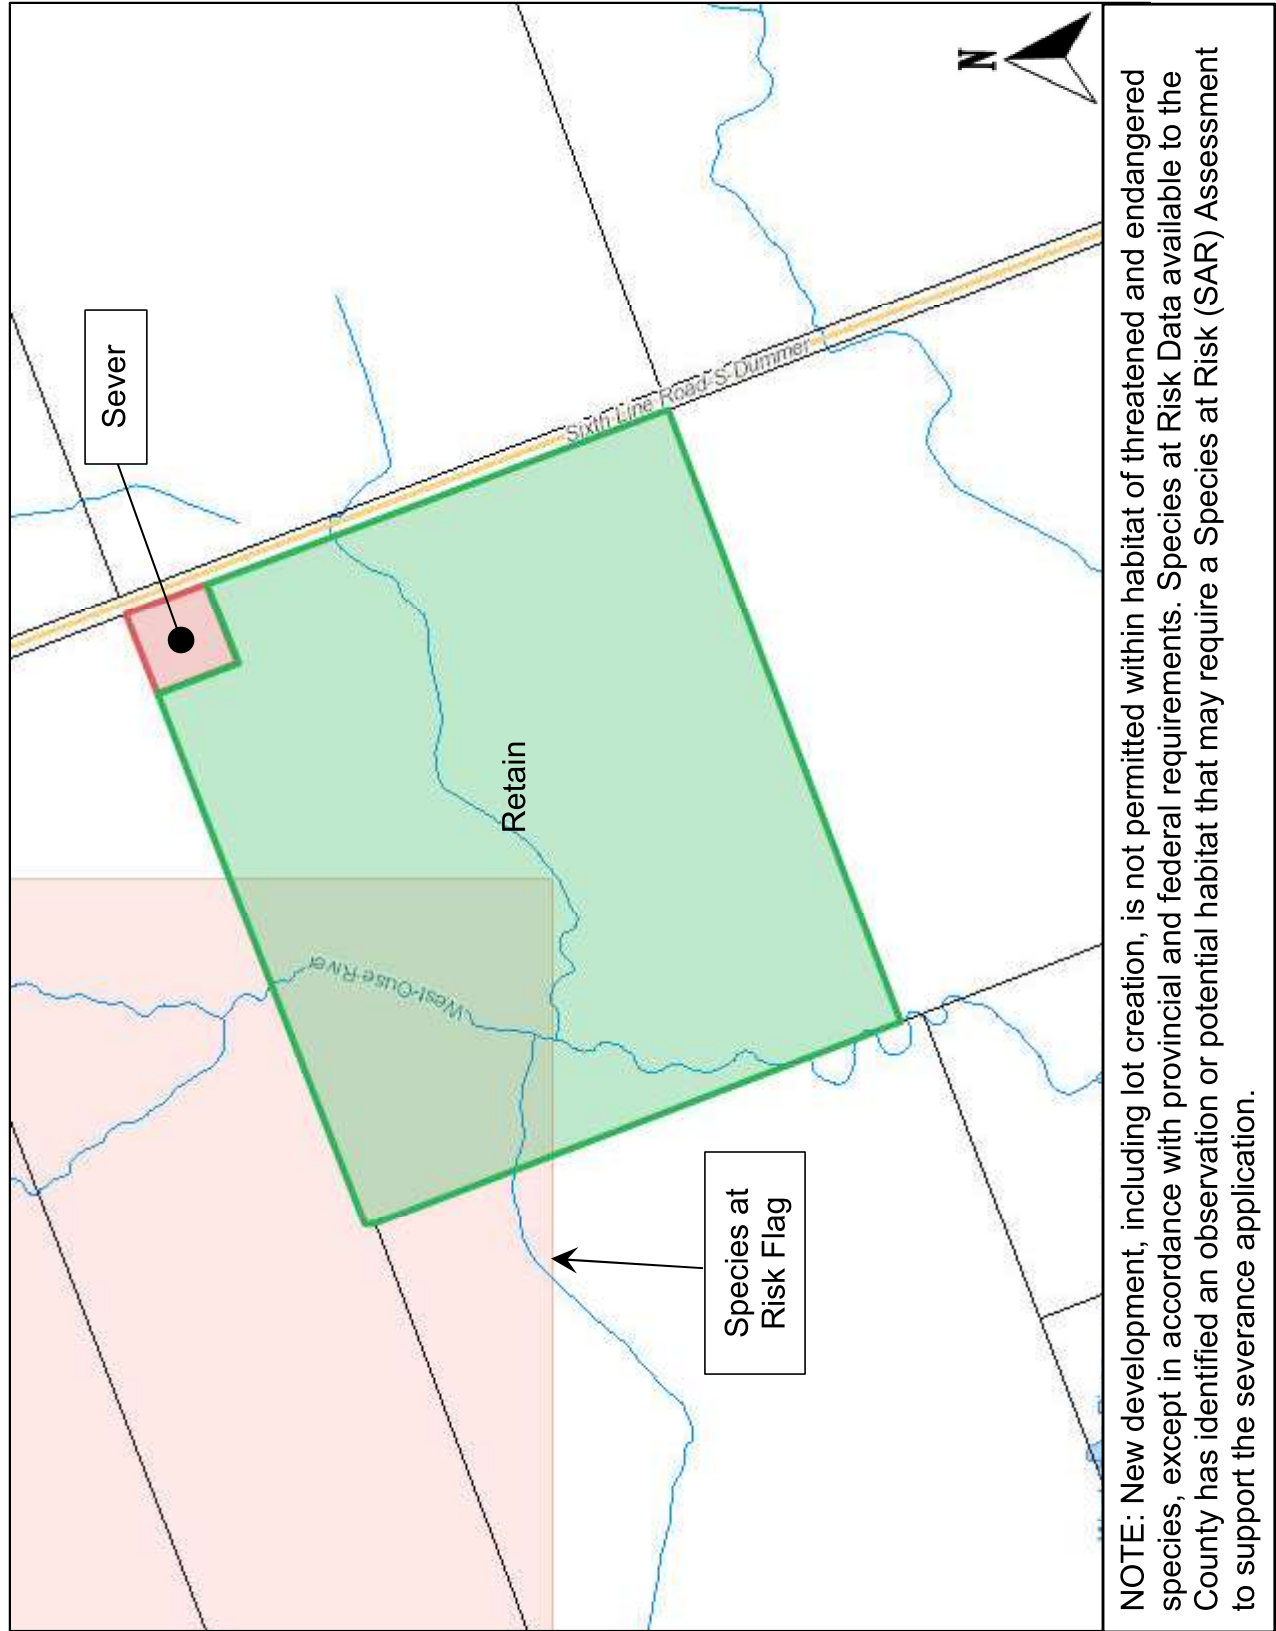 Sever
N
Sixth Line Road-S-Dummer
Retain
West-Ouse-River
Species at
Risk Flag
NOTE: New development, including lot creation, is not permitted within habitat of threatened and endangered
species, except in accordance with provincial and federal requirements. Species at Risk Data available to the
County has identified an observation or potential habitat that may require a Species at Risk (SAR) Assessment
to support the severance application.